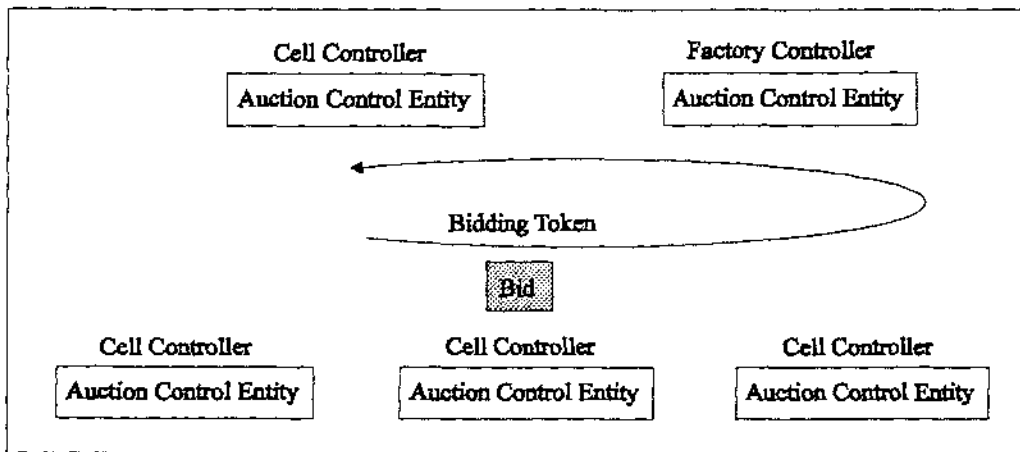 Cell Controller
Factory Controller
Auction Control Entity
Auction Control Entity
Bidding Token
Bid
Cell Controller
Cell Controller
Cell Controller
Auction Control Entity
Auction Control Entity
Auction Control Entity